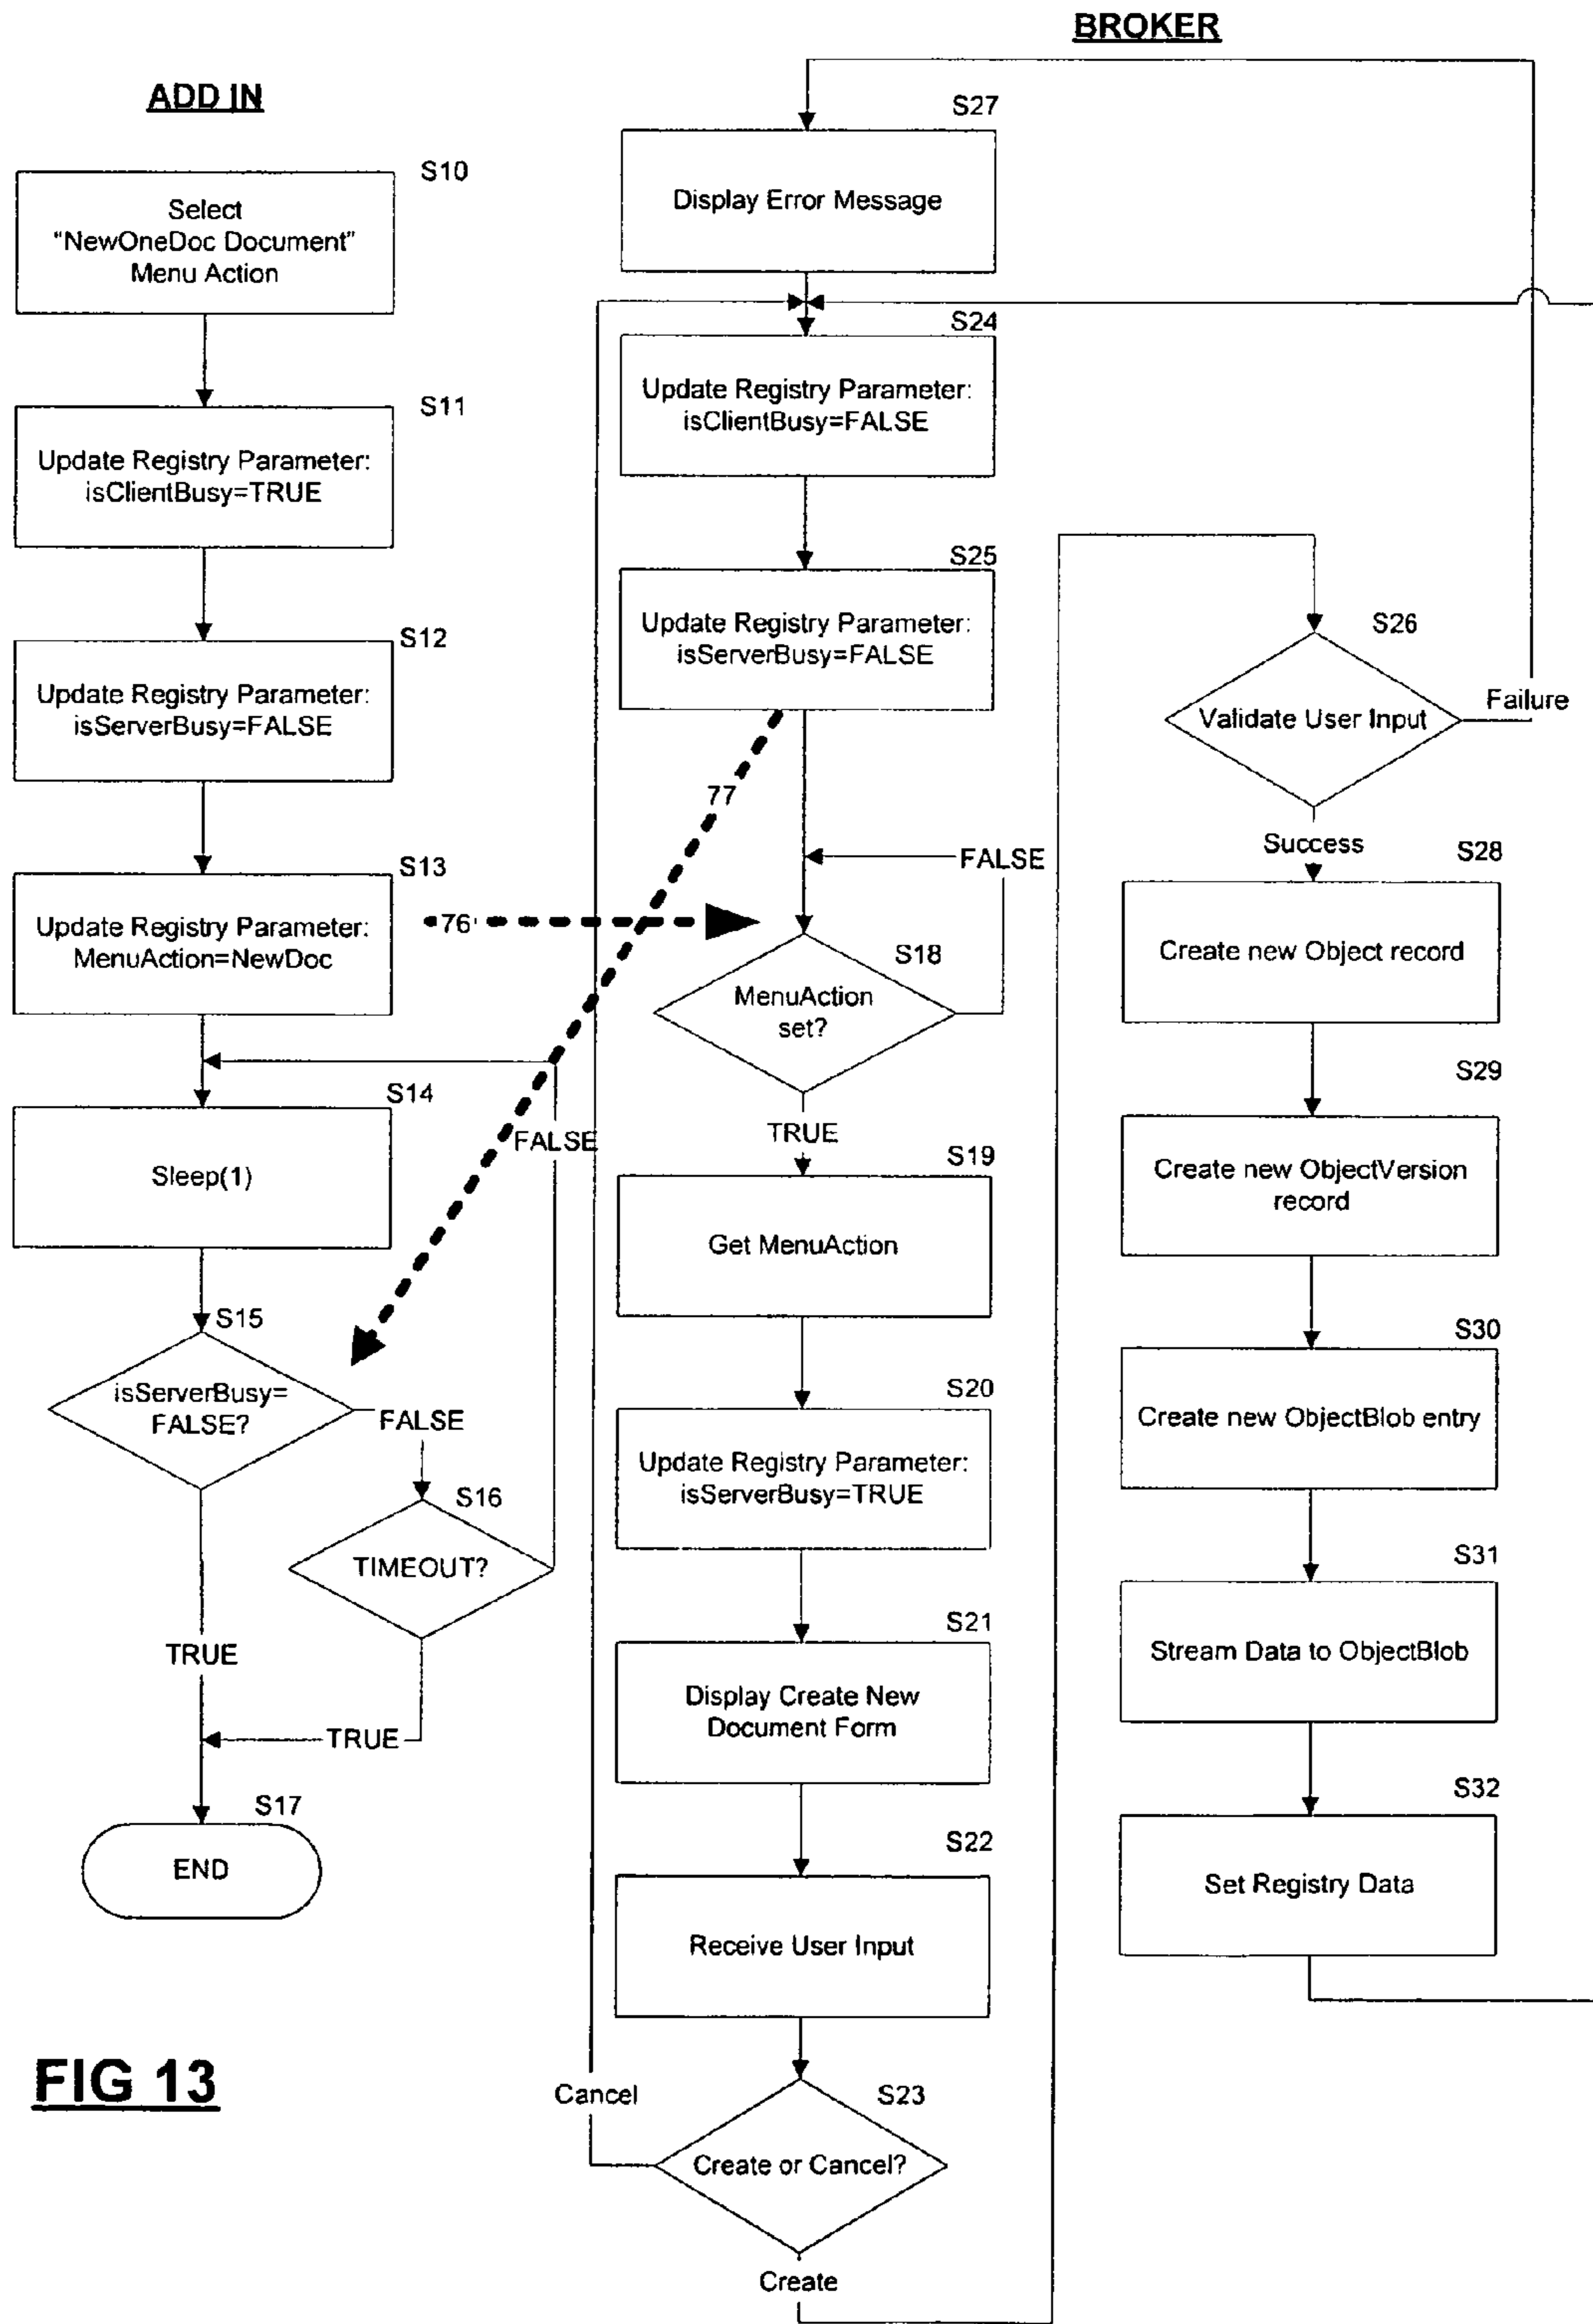 BROKER
ADD IN
S10
Select
"NewOneDoc Document"
Menu Action
S11
Update Registry Parameter:
isClientBusy=TRUE
S12
Update Registry Parameter:
isServerBusy=FALSE
S13
Update Registry Parameter:
MenuAction=NewDoc
76
77
S14
Sleep(1)
FALSE
S15
isServerBusy=
FALSE?
FALSE
S16
TIMEOUT?
TRUE
TRUE
S17
END
S27
Display Error Message
S24
Update Registry Parameter:
isClientBusy=FALSE
S25
Update Registry Parameter:
isServerBusy=FALSE
FALSE
S18
MenuAction
set?
TRUE
S19
Get MenuAction
S20
Update Registry Parameter:
isServerBusy=TRUE
S21
Display Create New
Document Form
S22
Receive User Input
Cancel
S23
Create or Cancel?
Create
S26
Validate User Input
Failure
Success
S28
Create new Object record
S29
Create new ObjectVersion
record
S30
Create new ObjectBlob entry
S31
Stream Data to ObjectBlob
S32
Set Registry Data
FIG 13